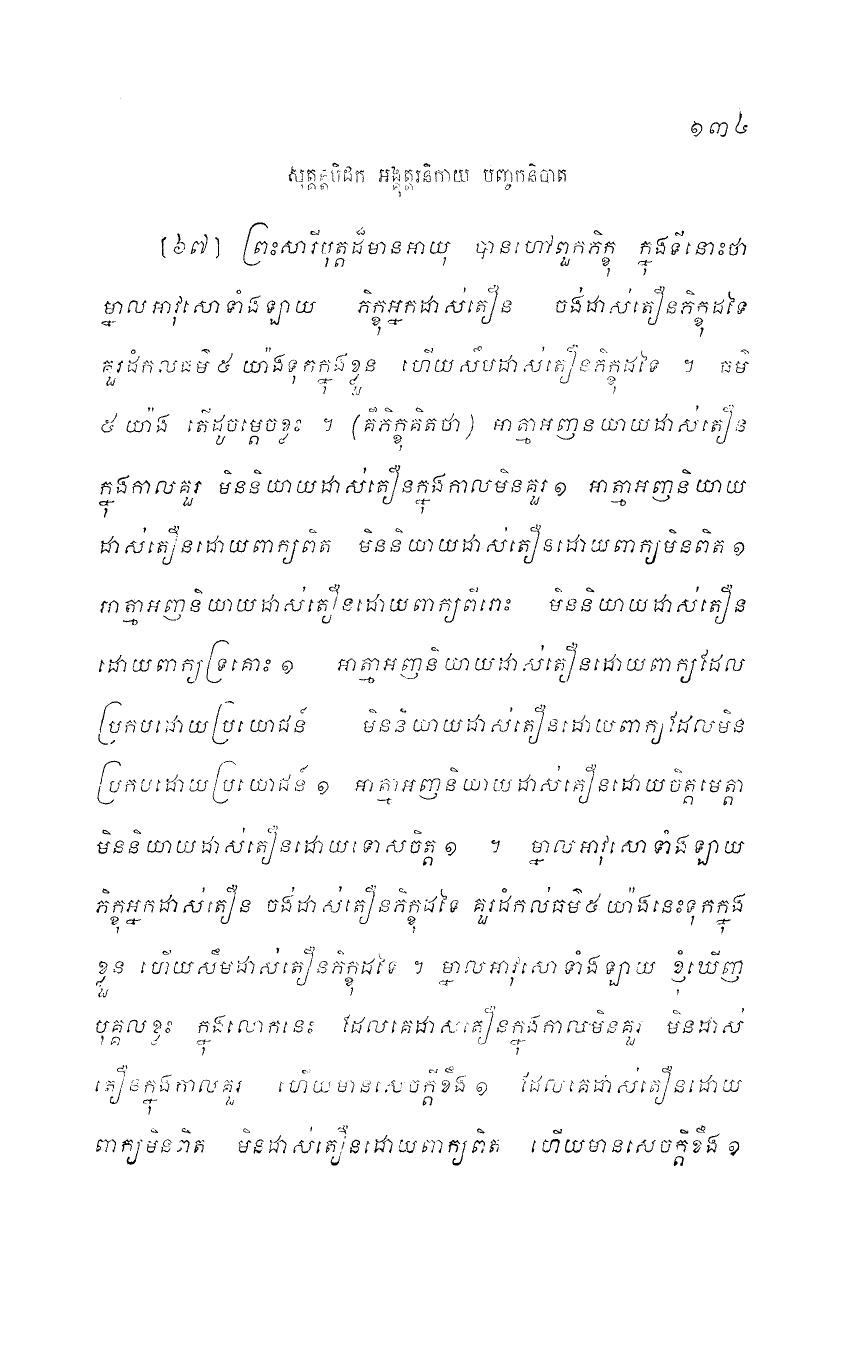 ១៣៤
សុត្តន្តបិដក អង្គុត្តរនិកាយ បញ្ចកនិបាត
[៦៧] ព្រះសារីបុត្តដ៏មានអាយុ បានហៅពួកភិក្ខុ ក្នុងទីនោះថា
ម្នាលអាវុសោទាំងឡាយ ភិក្ខុអ្នកដាស់តឿន ចង់ដាស់តឿនភិក្ខុដទៃ
គួរដំកលធម៌ ៥ យ៉ាងទុកក្នុងខ្លួន ហើយសឹបដាស់តឿនភិក្ខុដទៃ ។ ធម៌
៥ យ៉ាង តើដូចម្តេចខ្លះ ។ (គឺភិក្ខុគិតថា) អាត្មាអញនយាយដាស់តឿន
ក្នុងកាលគួរ មិននិយាយដាស់តឿនក្នុងកាលមិនគួរ ១ អាត្មាអញនិយាយ
ដាស់តឿនដោយពាក្យពិត មិននិយាយដាស់តឿនដោយពាក្យមិនពិត ១
អាត្មាអញនិយាយដាស់តឿនដោយពាក្យពីរោះ មិននិយាយដាស់តឿន
ដោយពាក្យទ្រគោះ ១ អាត្មាអញនិយាយដាស់តឿនដោយពាក្យដែល
ប្រកបដោយប្រយោជន៍ មិននិយាយដាស់តឿនដោយពាក្យដែលមិន
ប្រកបដោយប្រយោជន៍ ១ អាត្មាអញនិយាយដាស់តឿនដោយចិត្តមេត្តា
មិននិយាយដាស់តឿនដោយទោសចិត្ត ១ ។ ម្នាលអាវុសោទាំងឡាយ
ភិក្ខុអ្នកដាស់តឿន ចង់ដាស់តឿនភិក្ខុដទៃ គួរដំកល់ធម៌៥ យ៉ាងនេះទុកក្នុង
ខ្លួន ហើយសឹមដាស់តឿនភិក្ខុដទៃ ។ ម្នាលអាវុសោទាំងឡាយ ខ្ញុំឃើញ
បុគ្គលខ្លះ ក្នុងលោកនេះ ដែលគេដាសតឿនក្នុងកាលមិនគួរ មិនដាស់
តឿនក្នុងកាលគួរ ហើយមានសេចក្តីខឹង ១ ដែលគេដាស់តឿនដោយ
ពាក្យមិនពិត មិនដាស់តឿនដោយពាក្យពិត ហើយមានសេចក្តីខឹង ១